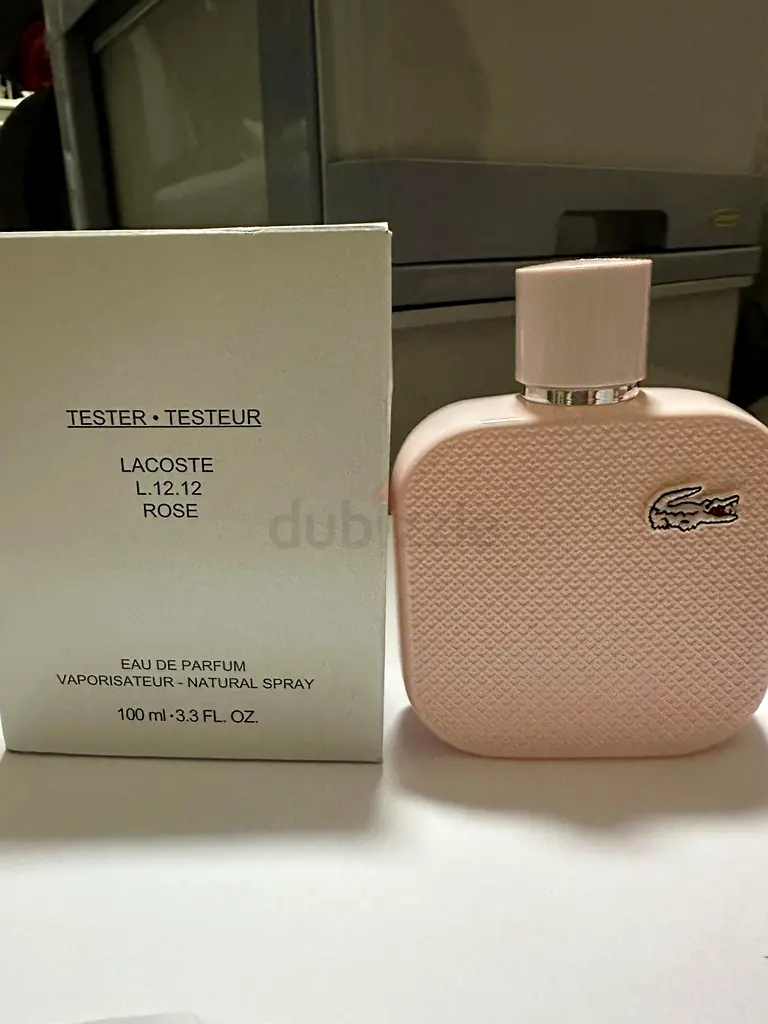 TESTER • TESTEUR
LACOSTE
L.12.12
ROSE
EAU DE PARFUM
VAPORISATEUR - NATURAL SPRAY
100 ml • 3.3 FL. OZ.